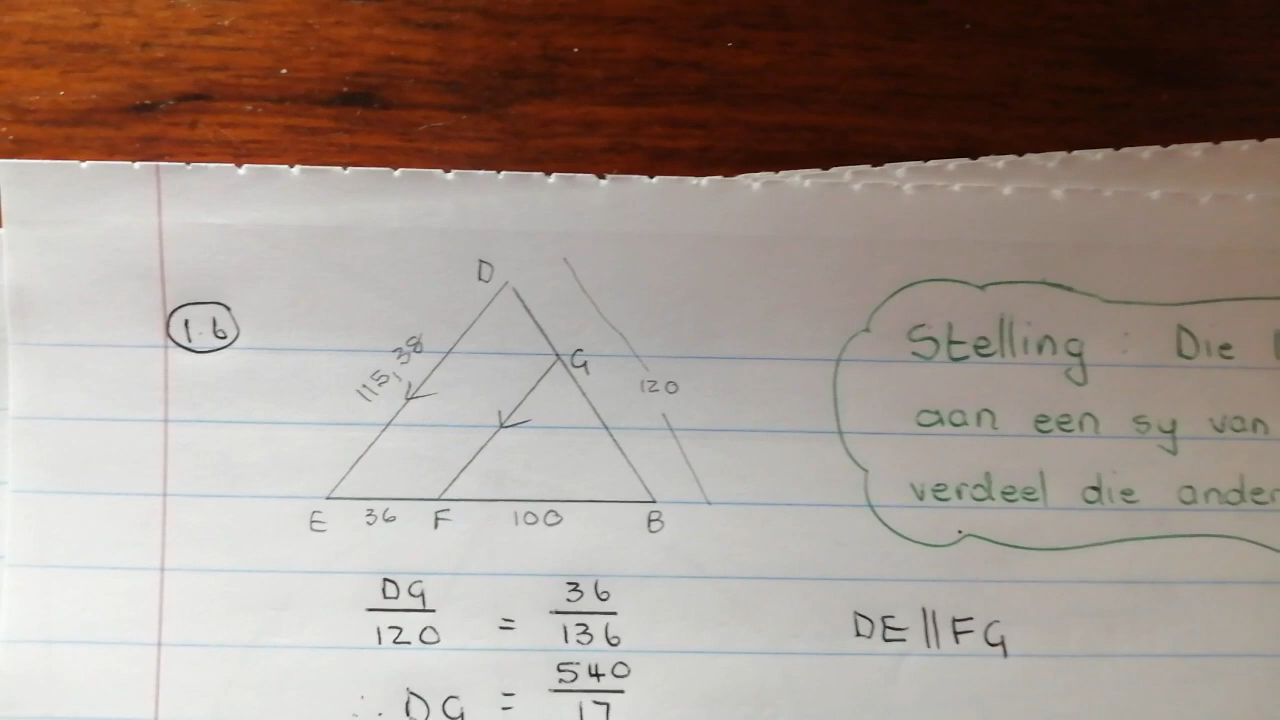 1.6
D
115,38
G
120
E 36 F 100 B
Stelling : Die
aan een sy van
verdeel die ander
DG/120 = 36/136
DE||FG
∴ DG = 540/17